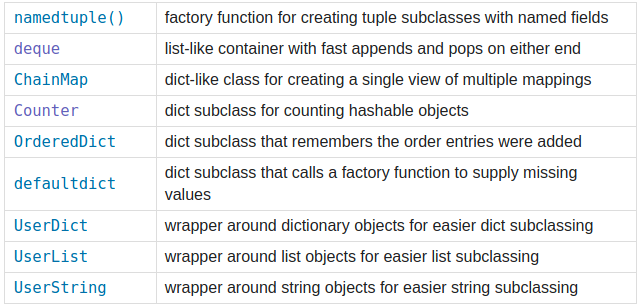 namedtuple() factory function for creating tuple subclasses with named fields
deque list-like container with fast appends and pops on either end
ChainMap dict-like class for creating a single view of multiple mappings
Counter dict subclass for counting hashable objects
OrderedDict dict subclass that remembers the order entries were added
defaultdict dict subclass that calls a factory function to supply missing
values
UserDict wrapper around dictionary objects for easier dict subclassing
UserList wrapper around list objects for easier list subclassing
UserString wrapper around string objects for easier string subclassing